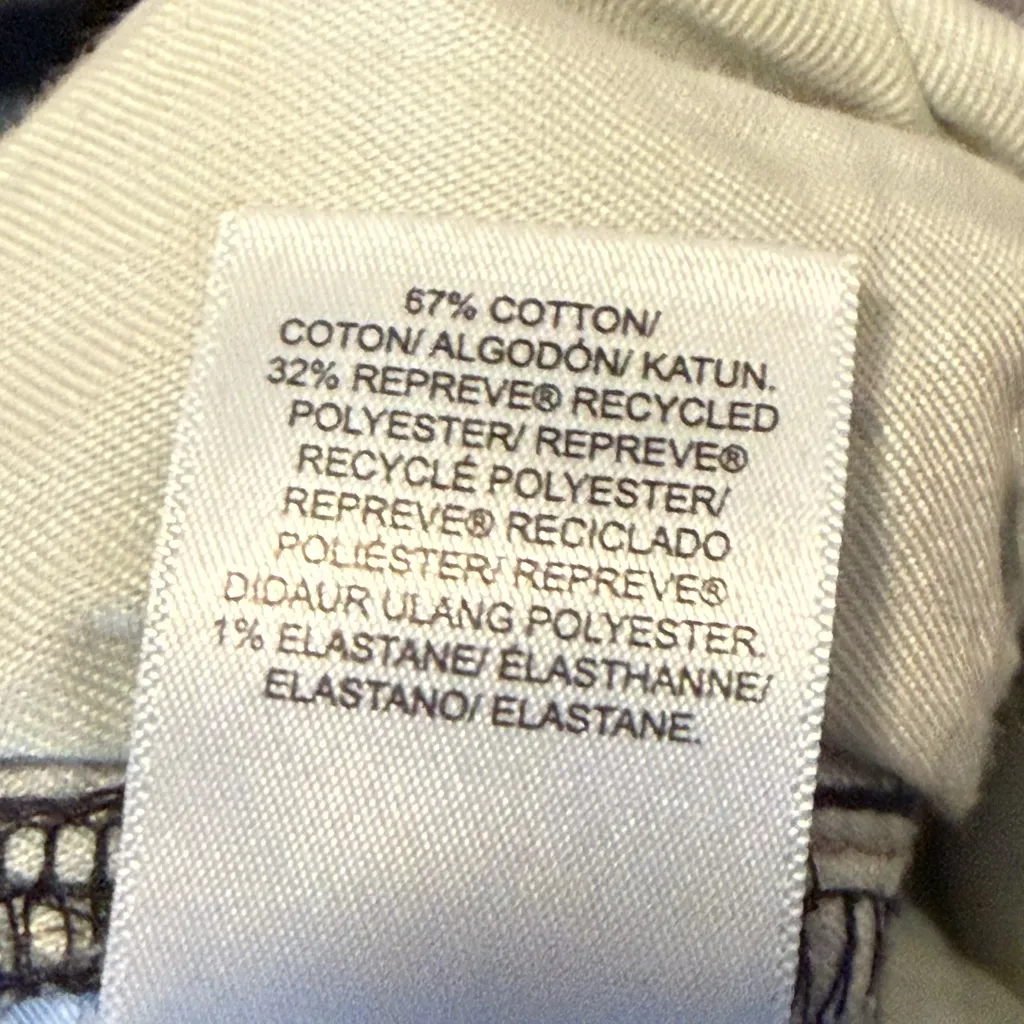 67% COTTON/
COTON/ ALGODÓN/ KATUN.
32% REPREVE® RECYCLED
POLYESTER/ REPREVE®
RECYCLÉ POLYESTER/
REPREVE® RECICLADO
POLIÉSTER/ REPREVE®
DIDAUR ULANG POLYESTER.
1% ELASTANE/ ÉLASTHANNE/
ELASTANO/ ELASTANE.